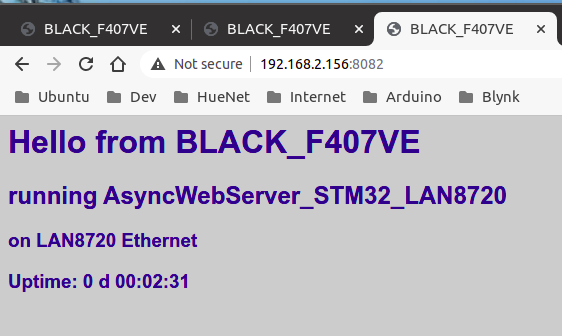 BLACK_F407VE BLACK_F407VE BLACK_F407VE
Not secure 192.168.2.156:8082
Ubuntu Dev HueNet Internet Arduino Blynk
Hello from BLACK_F407VE
running AsyncWebServer_STM32_LAN8720
on LAN8720 Ethernet
Uptime: 0 d 00:02:31